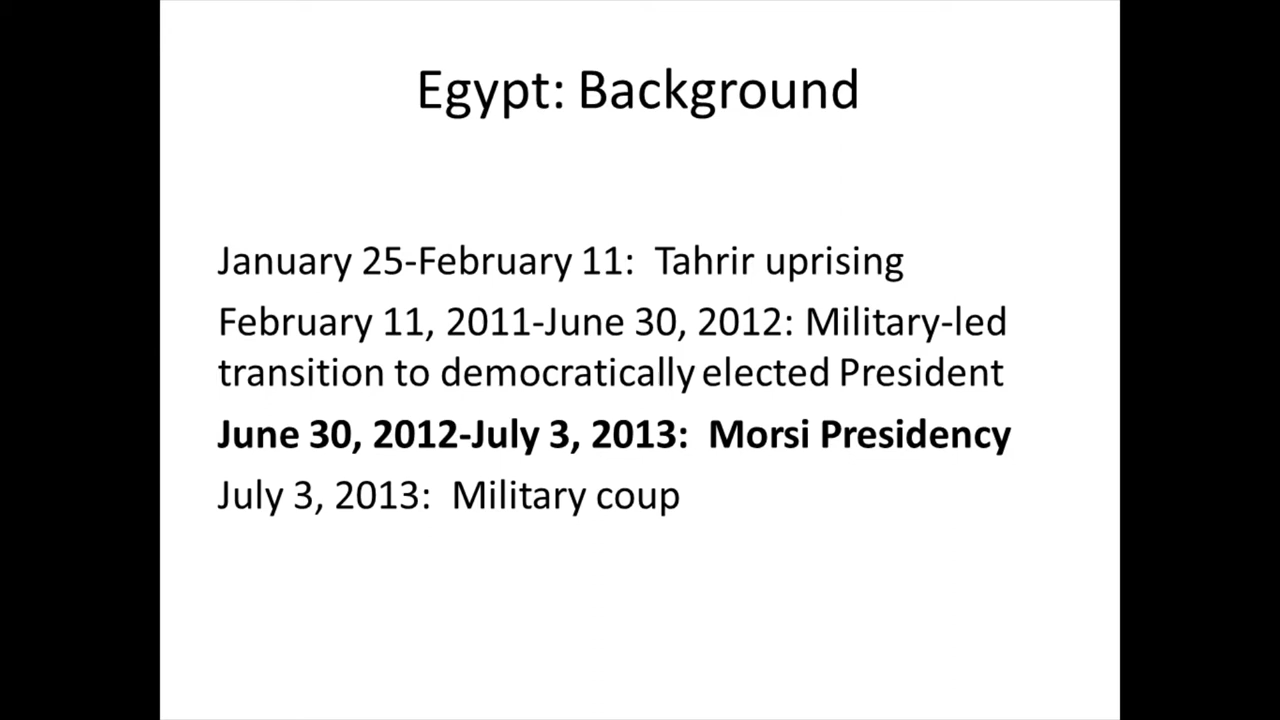 Egypt: Background
January 25-February 11:  Tahrir uprising
February 11, 2011-June 30, 2012: Military-led
transition to democratically elected President
June 30, 2012-July 3, 2013:  Morsi Presidency
July 3, 2013:  Military coup